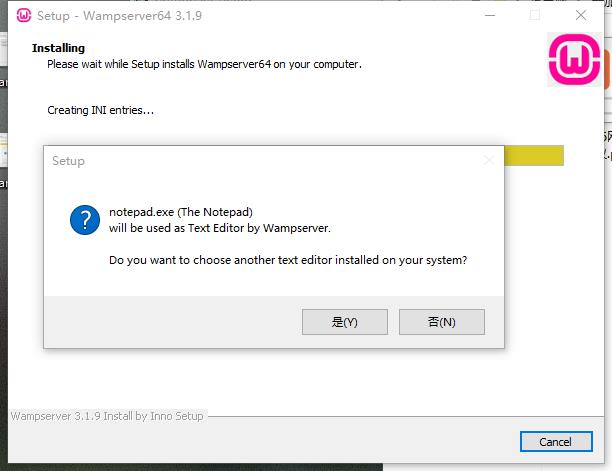 Setup - Wampserver64 3.1.9
Installing
Please wait while Setup installs Wampserver64 on your computer.
Creating INI entries...
Setup
notepad.exe (The Notepad)
will be used as Text Editor by Wampserver.
Do you want to choose another text editor installed on your system?
是(Y)
否(N)
Wampserver 3.1.9 Install by Inno Setup
Cancel